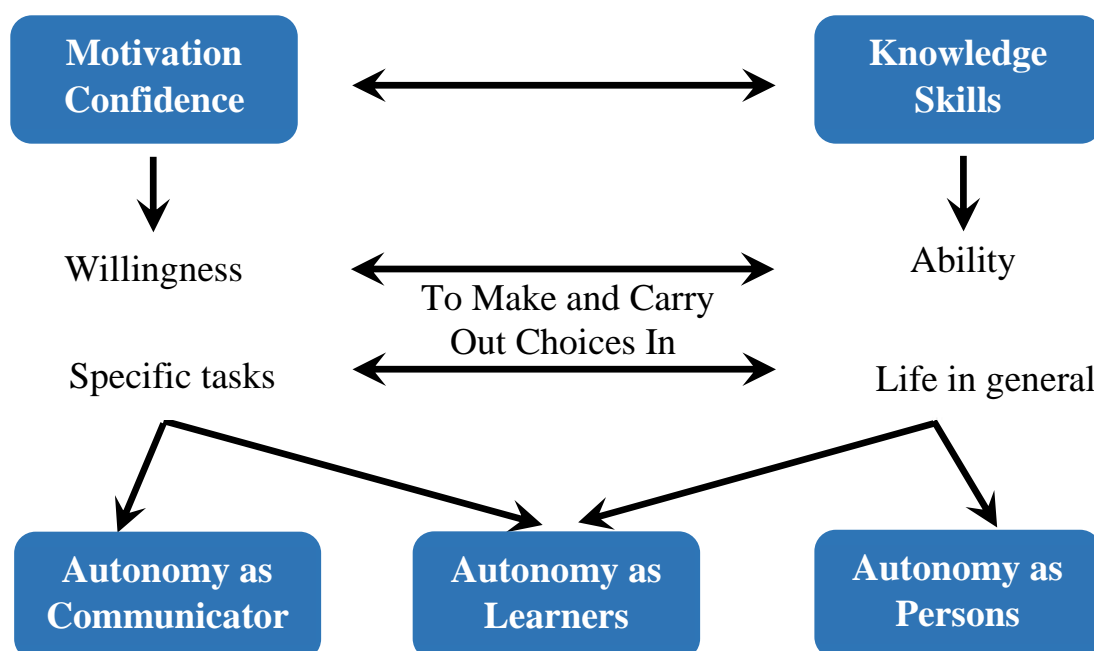 Motivation
Confidence
Knowledge
Skills
Willingness
Ability
To Make and Carry
Out Choices In
Specific tasks
Life in general
Autonomy as
Communicator
Autonomy as
Learners
Autonomy as
Persons